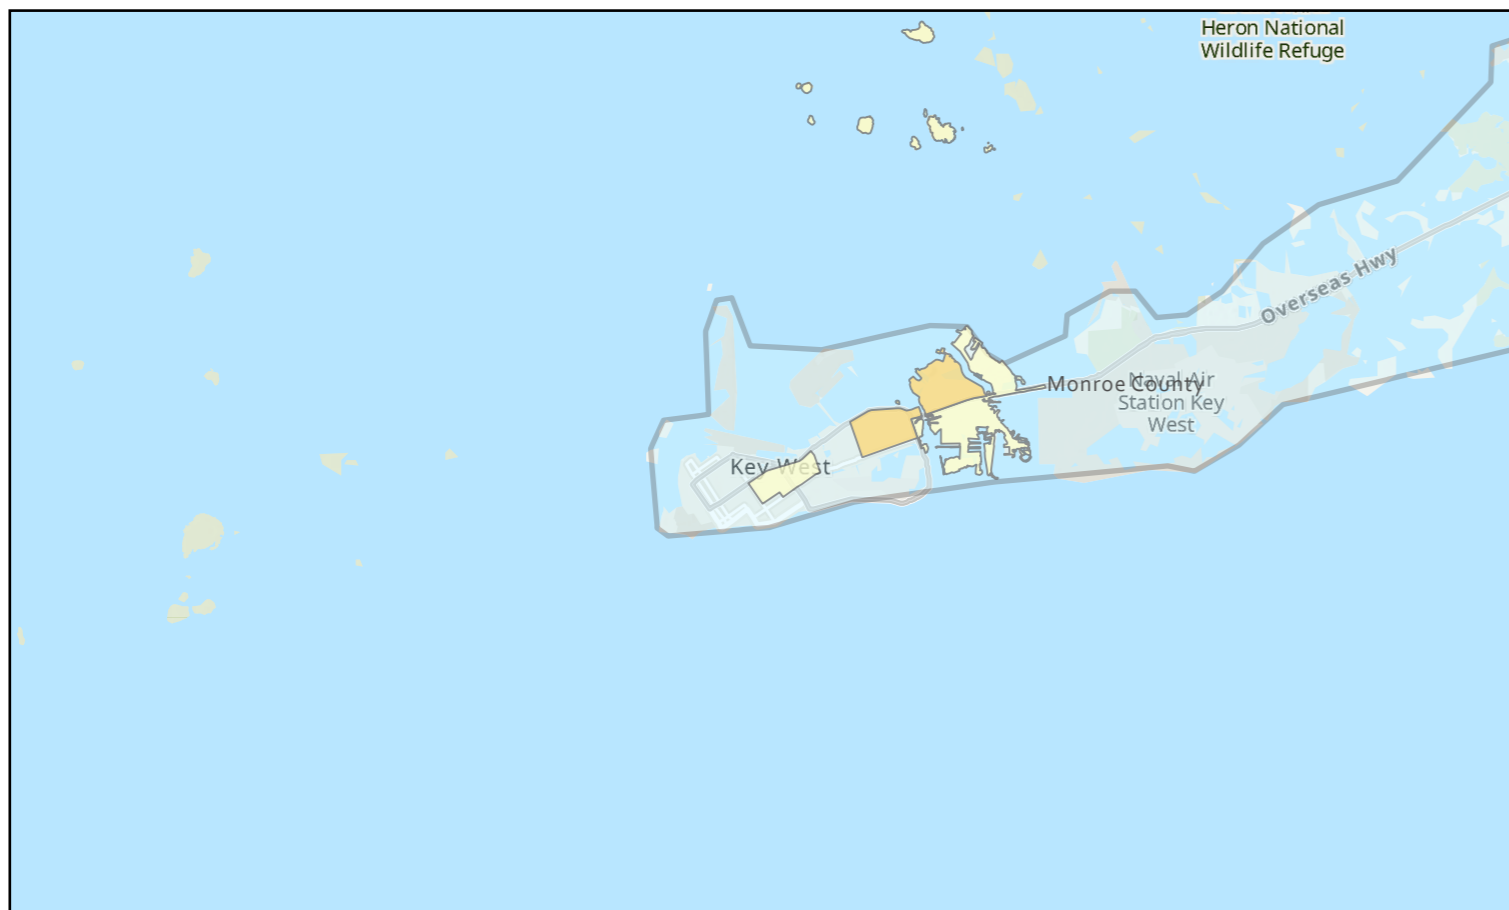 Heron National
Wildlife Refuge
Overseas Hwy
Monroe County
Naval Air
Station Key
West
Key West